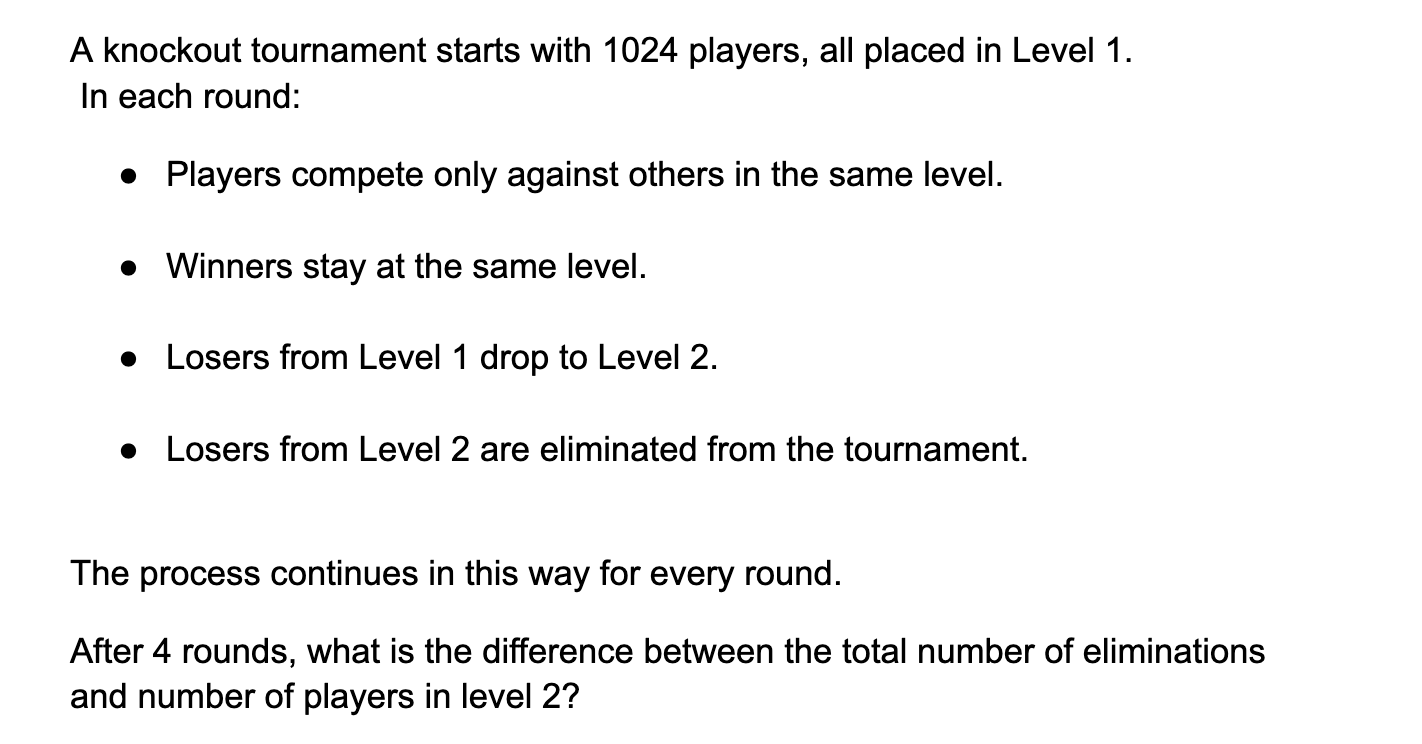 A knockout tournament starts with 1024 players, all placed in Level 1.
In each round:
● Players compete only against others in the same level.
● Winners stay at the same level.
● Losers from Level 1 drop to Level 2.
● Losers from Level 2 are eliminated from the tournament.
The process continues in this way for every round.
After 4 rounds, what is the difference between the total number of eliminations
and number of players in level 2?